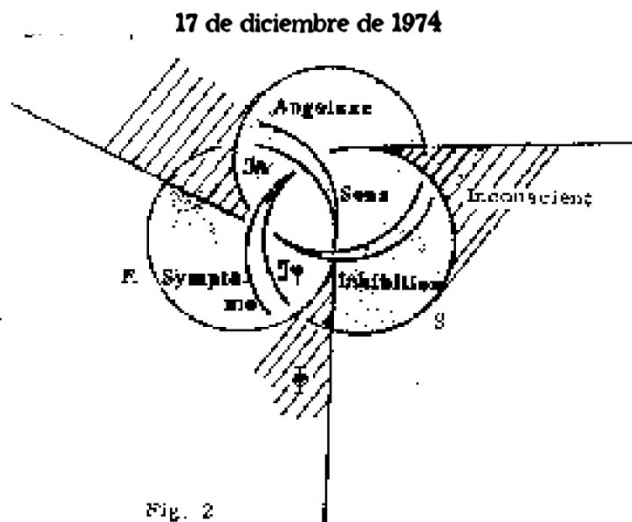 17 de diciembre de 1974
Angoisse
JA
Sens
Inconscient
Symptô-
me
Jφ
Inhibition
S
Φ
Fig. 2